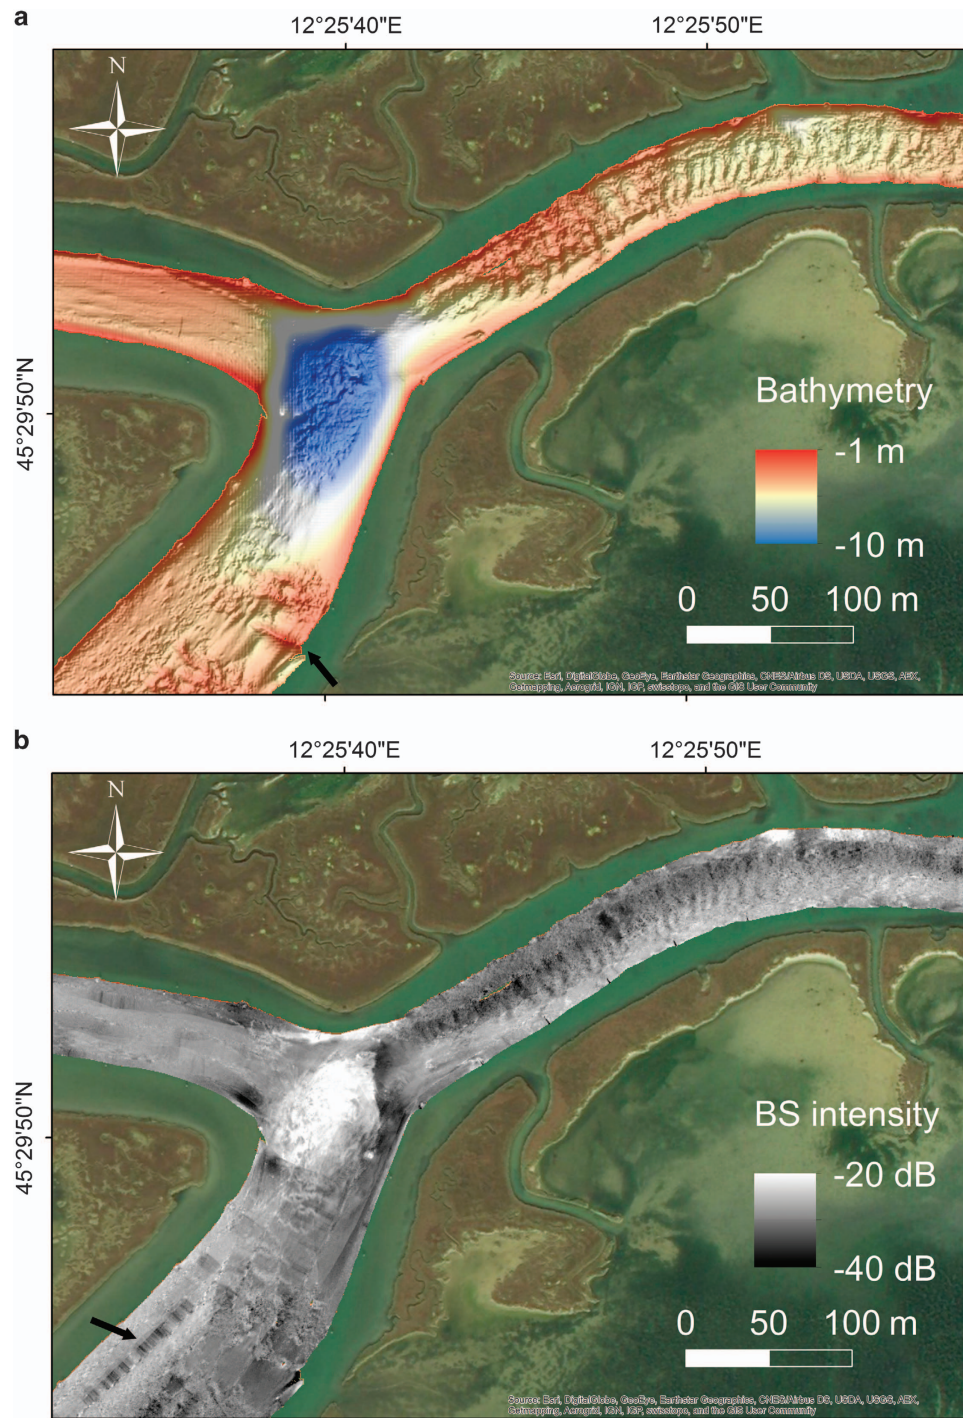 a
12°25'40"E 12°25'50"E
N
45°29'50"N
Bathymetry
-1 m
-10 m
0 50 100 m
Source: Esri, DigitalGlobe, GeoEye, Earthstar Geographics, CNES/Airbus DS, USDA, USGS, AEX,
Getmapping, Aerogrid, IGN, IGP, swisstopo, and the GIS User Community
b
12°25'40"E 12°25'50"E
N
45°29'50"N
BS intensity
-20 dB
-40 dB
0 50 100 m
Source: Esri, DigitalGlobe, GeoEye, Earthstar Geographics, CNES/Airbus DS, USDA, USGS, AEX,
Getmapping, Aerogrid, IGN, IGP, swisstopo, and the GIS User Community